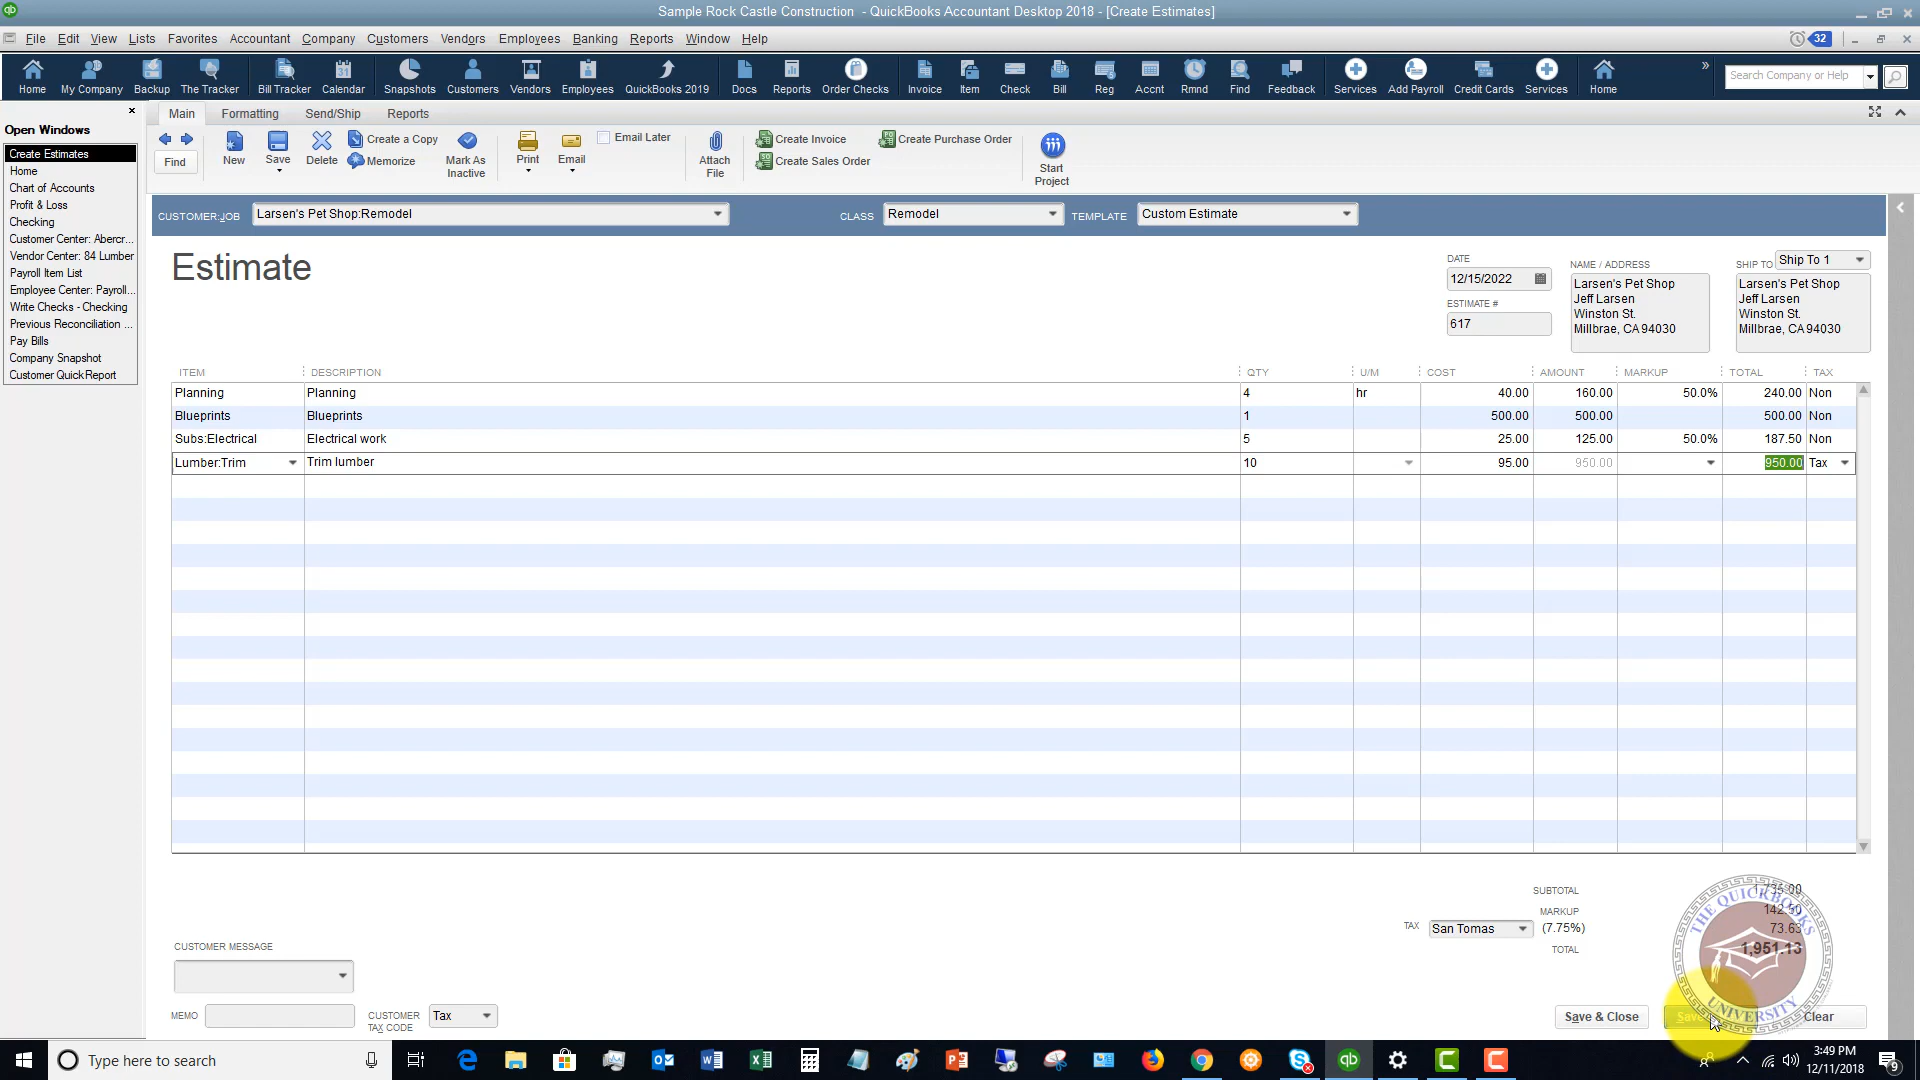 Sample Rock Castle Construction - QuickBooks Accountant Desktop 2018 - [Create Estimates]
File Edit View Lists Favorites Accountant Company Customers Vendors Employees Banking Reports Window Help
32
Home My Company Backup The Tracker Bill Tracker Calendar Snapshots Customers Vendors Employees QuickBooks 2019 Docs Reports Order Checks Invoice Item Check Bill Reg Accnt Rmnd Find Feedback Services Add Payroll Credit Cards Services Home
Search Company or Help
Open Windows
Create Estimates
Home
Chart of Accounts
Profit & Loss
Checking
Customer Center: Abercr...
Vendor Center: 84 Lumber
Payroll Item List
Employee Center: Payroll...
Write Checks - Checking
Previous Reconciliation ...
Pay Bills
Company Snapshot
Customer QuickReport
Main Formatting Send/Ship Reports
Find
New
Save
Delete
Create a Copy
Memorize
Mark As
Inactive
Print
Email
Email Later
Attach
File
Create Invoice
Create Sales Order
Create Purchase Order
Start
Project
CUSTOMER:JOB Larsen's Pet Shop:Remodel CLASS Remodel TEMPLATE Custom Estimate
Estimate
DATE
12/15/2022
ESTIMATE #
617
NAME / ADDRESS
Larsen's Pet Shop
Jeff Larsen
Winston St.
Millbrae, CA 94030
SHIP TO Ship To 1
Larsen's Pet Shop
Jeff Larsen
Winston St.
Millbrae, CA 94030
ITEM DESCRIPTION QTY U/M COST AMOUNT MARKUP TOTAL TAX
Planning Planning 4 hr 40.00 160.00 50.0% 240.00 Non
Blueprints Blueprints 1 500.00 500.00 500.00 Non
Subs:Electrical Electrical work 5 25.00 125.00 50.0% 187.50 Non
Lumber:Trim Trim lumber 10 95.00 950.00 950.00 Tax
SUBTOTAL 1,735.00
MARKUP 142.50
TAX San Tomas (7.75%) 73.63
TOTAL 1,951.13
THE QUICKBOOKS UNIVERSITY
CUSTOMER MESSAGE
MEMO
CUSTOMER
TAX CODE
Tax
Save & Close
Save
Clear
Type here to search
3:49 PM
12/11/2018
9